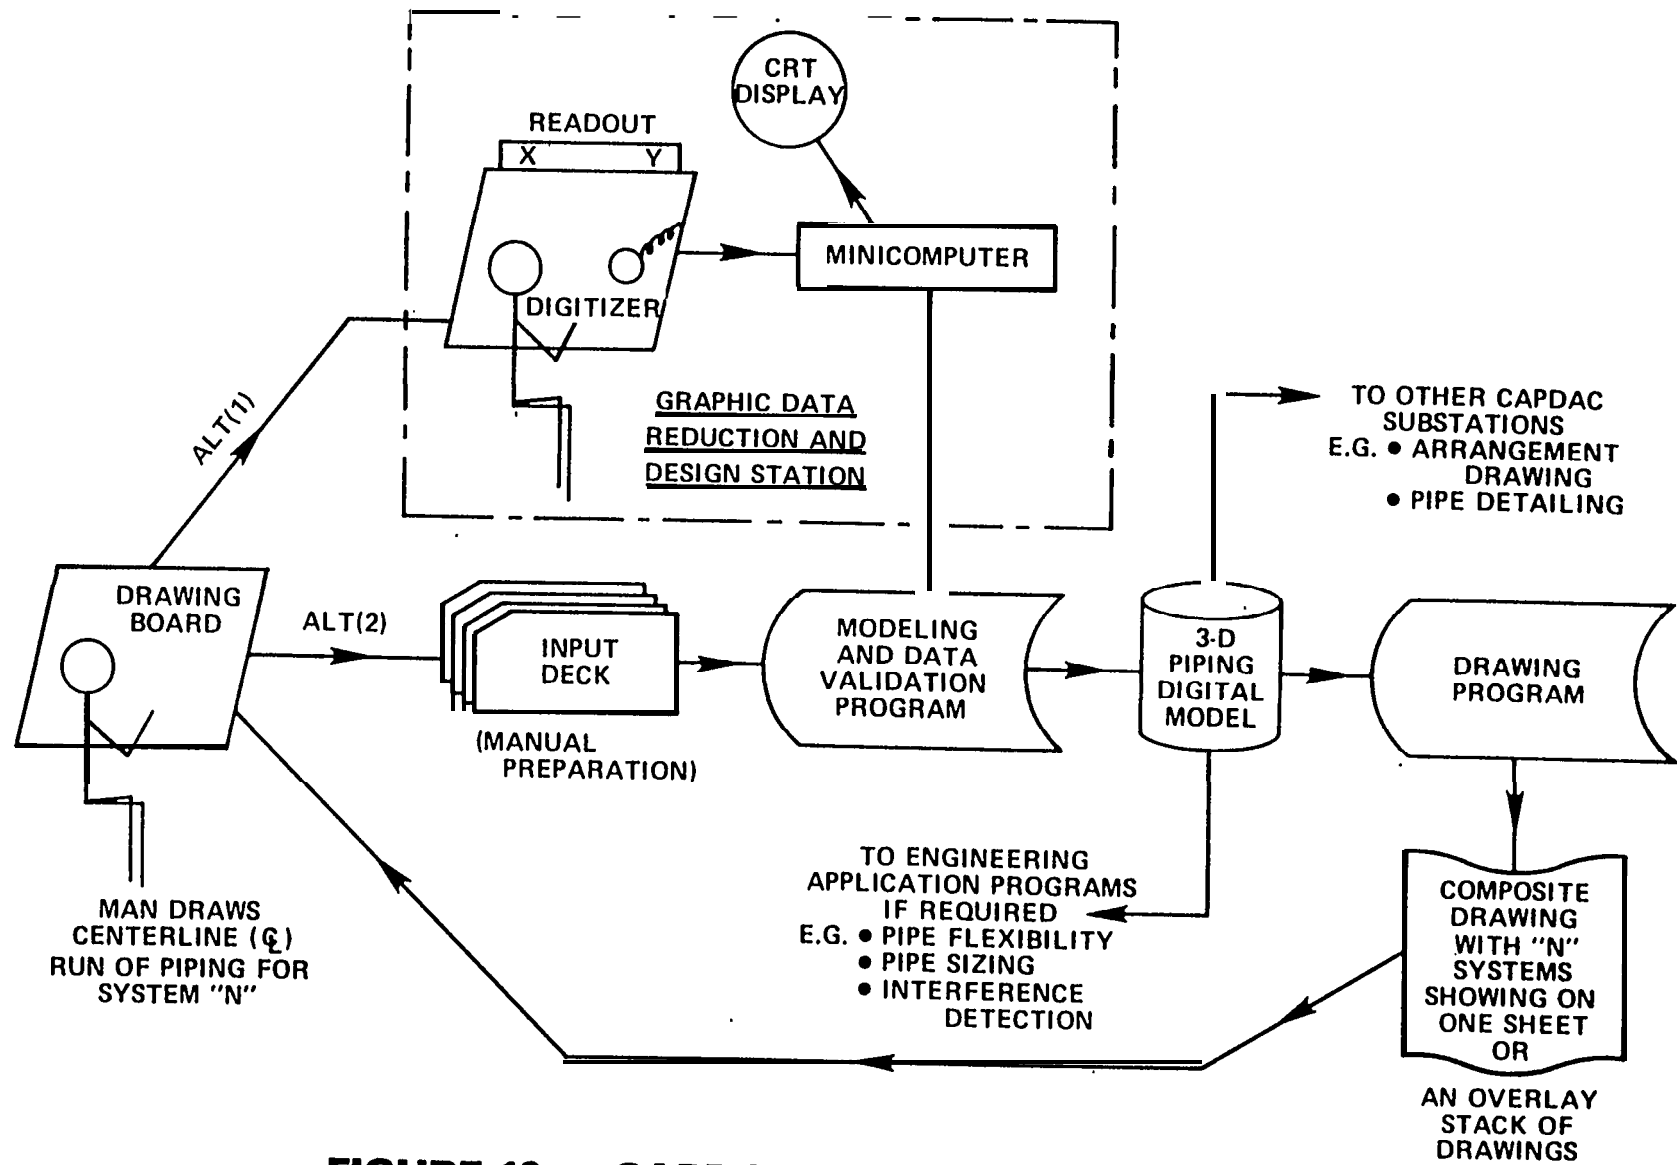 CRT
DISPLAY
READOUT
X Y
DIGITIZER
MINICOMPUTER
GRAPHIC DATA
REDUCTION AND
DESIGN STATION
ALT(1)
TO OTHER CAPDAC
SUBSTATIONS
E.G. • ARRANGEMENT
DRAWING
• PIPE DETAILING
DRAWING
BOARD
ALT(2)
INPUT
DECK
(MANUAL
PREPARATION)
MODELING
AND DATA
VALIDATION
PROGRAM
3-D
PIPING
DIGITAL
MODEL
DRAWING
PROGRAM
MAN DRAWS
CENTERLINE (℄)
RUN OF PIPING FOR
SYSTEM "N"
TO ENGINEERING
APPLICATION PROGRAMS
IF REQUIRED
E.G. • PIPE FLEXIBILITY
• PIPE SIZING
• INTERFERENCE
DETECTION
COMPOSITE
DRAWING
WITH "N"
SYSTEMS
SHOWING ON
ONE SHEET
OR
AN OVERLAY
STACK OF
DRAWINGS